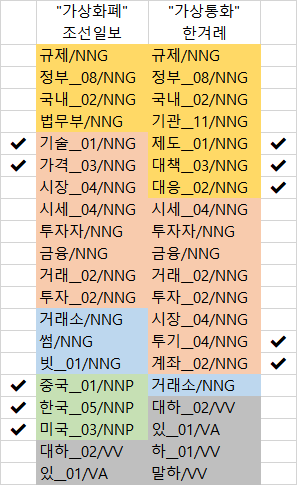 "가상화폐" "가상통화"
조선일보 한겨레
규제/NNG 규제/NNG
정부__08/NNG 정부__08/NNG
국내__02/NNG 국내__02/NNG
법무부/NNG 기관__11/NNG
✔ 기술__01/NNG 제도__01/NNG ✔
✔ 가격__03/NNG 대책__03/NNG ✔
시장__04/NNG 대응__02/NNG ✔
시세__04/NNG 시세__04/NNG
투자자/NNG 투자자/NNG
금융/NNG 금융/NNG
거래__02/NNG 거래__02/NNG
투자__02/NNG 투자__02/NNG
거래소/NNG 시장__04/NNG
썸/NNG 투기__04/NNG ✔
빗__01/NNG 계좌__02/NNG ✔
✔ 중국__01/NNP 거래소/NNG
✔ 한국__05/NNP 대하__02/VV
✔ 미국__03/NNP 있__01/VA
대하__02/VV 하__01/VV
있__01/VA 말하/VV